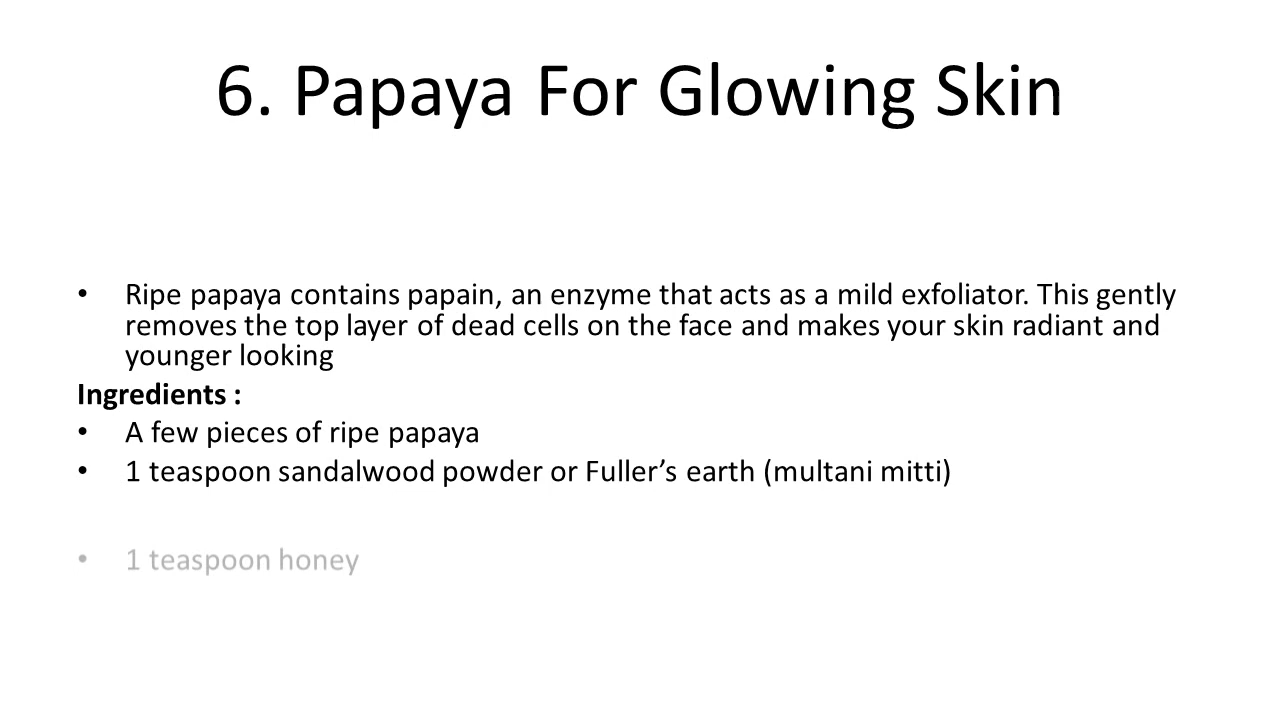 6. Papaya For Glowing Skin
• Ripe papaya contains papain, an enzyme that acts as a mild exfoliator. This gently
removes the top layer of dead cells on the face and makes your skin radiant and
younger looking
Ingredients :
• A few pieces of ripe papaya
• 1 teaspoon sandalwood powder or Fuller’s earth (multani mitti)
• 1 teaspoon honey